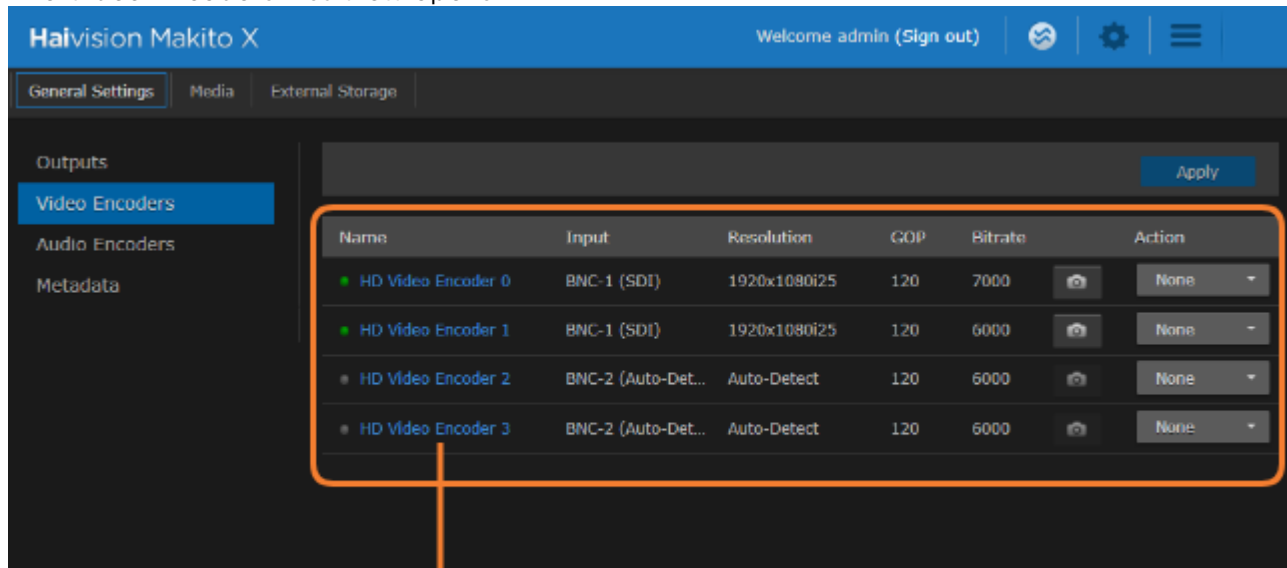 Haivision Makito X
Welcome admin (Sign out)
General Settings Media External Storage
Outputs
Apply
Video Encoders
Audio Encoders
Metadata
Name Input Resolution GOP Bitrate Action
HD Video Encoder 0 BNC-1 (SDI) 1920x1080i25 120 7000 None
HD Video Encoder 1 BNC-1 (SDI) 1920x1080i25 120 6000 None
HD Video Encoder 2 BNC-2 (Auto-Det... Auto-Detect 120 6000 None
HD Video Encoder 3 BNC-2 (Auto-Det... Auto-Detect 120 6000 None